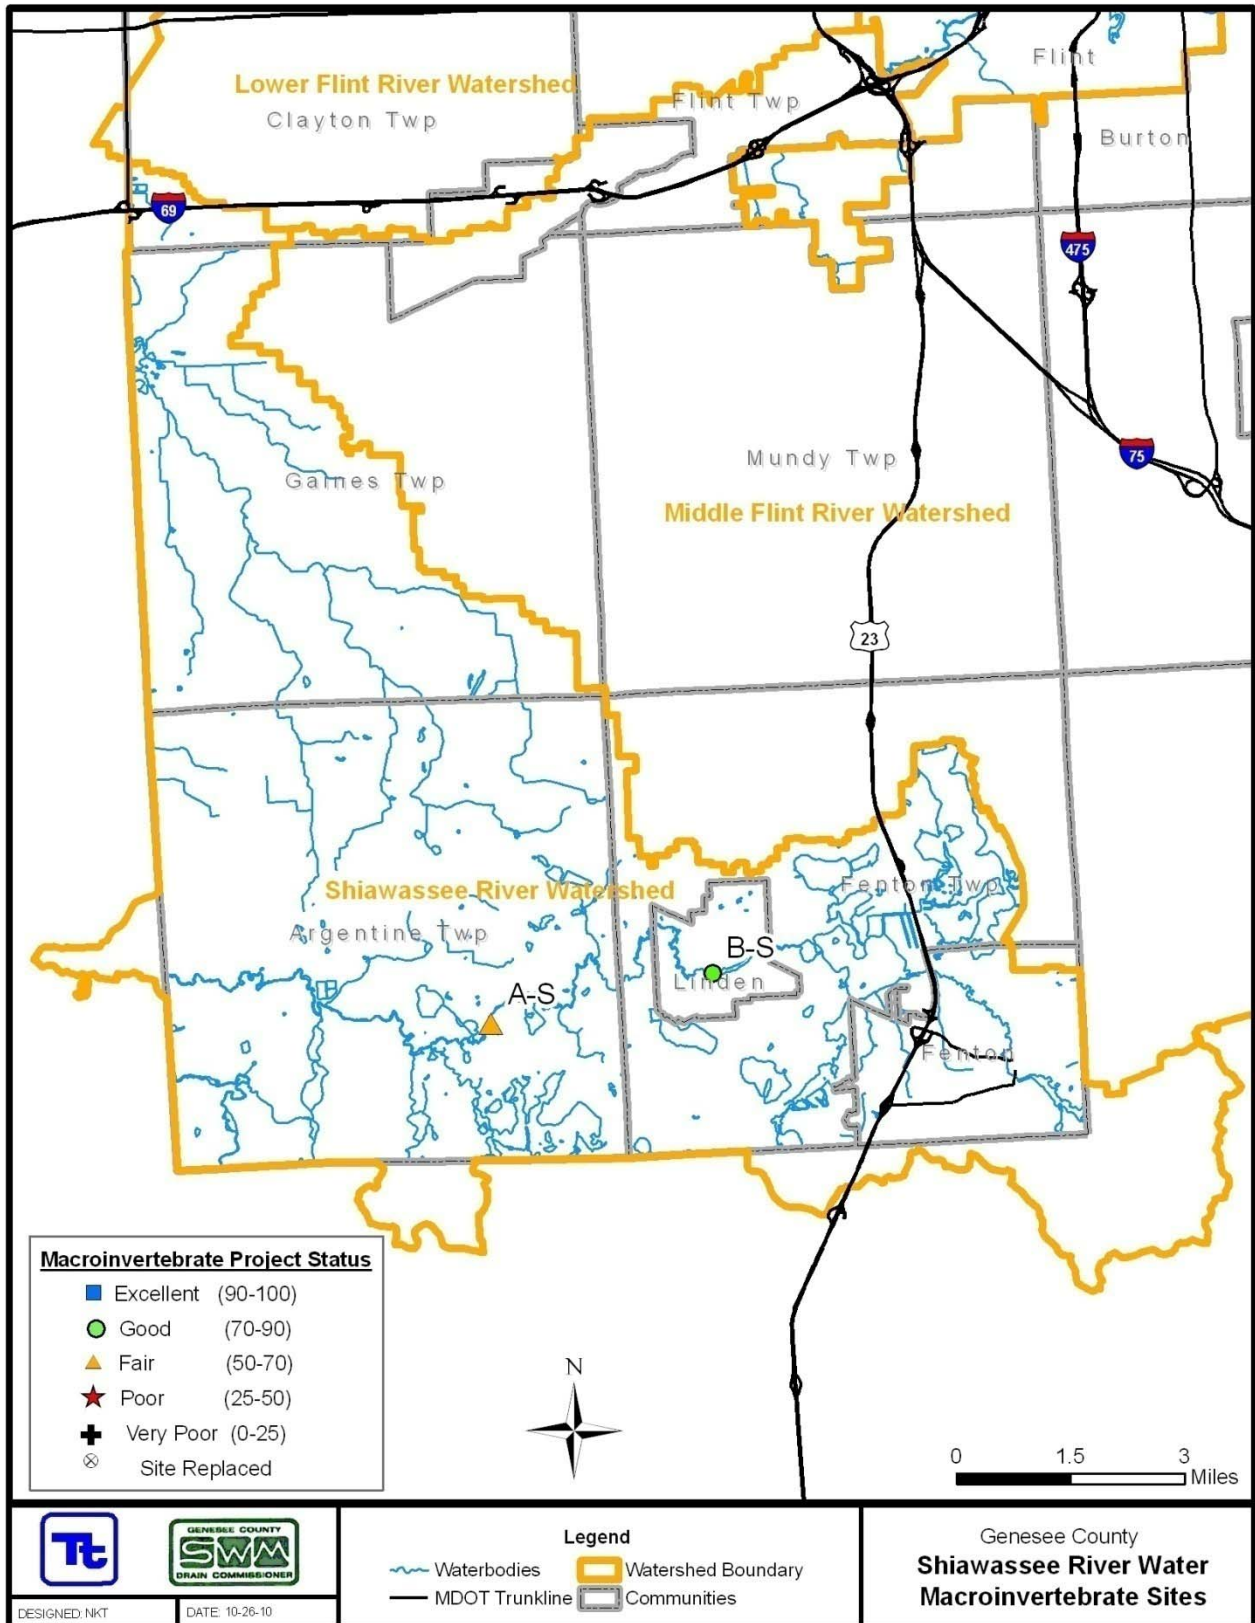 Flint
Lower Flint River Watershed
Flint Twp
Clayton Twp
Burton
69
475
75
Mundy Twp
Gaines Twp
Middle Flint River Watershed
23
Fenton Twp
Shiawassee River Watershed
Argentine Twp
B-S
Linden
A-S
Fenton
Macroinvertebrate Project Status
Excellent (90-100)
Good (70-90)
Fair (50-70)
Poor (25-50)
Very Poor (0-25)
Site Replaced
N
0 1.5 3
Miles
Tt
GENESEE COUNTY
SWM
DRAIN COMMISSIONER
DESIGNED: NKT
DATE: 10-26-10
Legend
Waterbodies
Watershed Boundary
MDOT Trunkline
Communities
Genesee County
Shiawassee River Water
Macroinvertebrate Sites